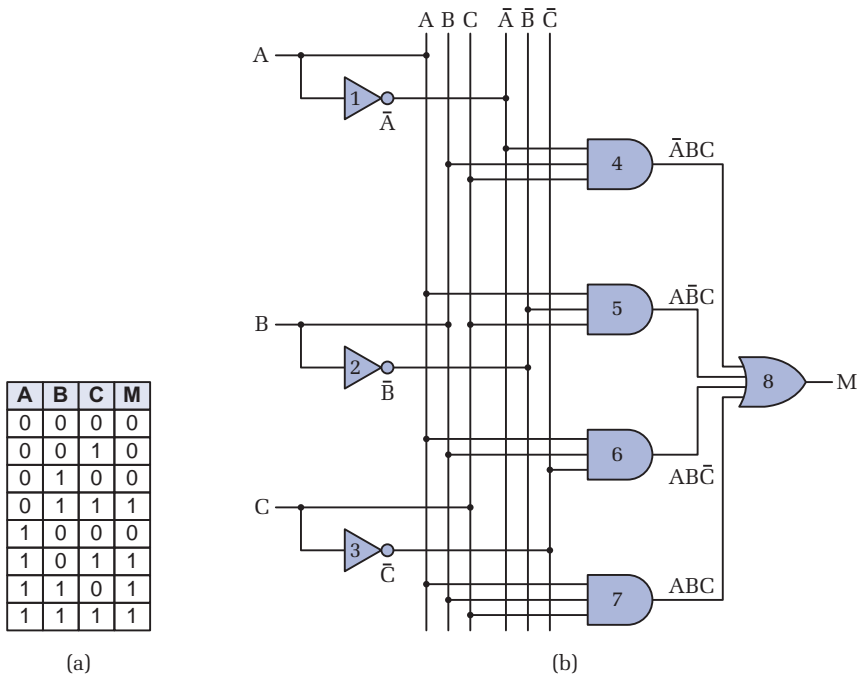 A B C Ā B̄ C̄
A
1
Ā
4
ĀBC
5
AB̄C
B
2
B̄
8
M
A B C M
0 0 0 0
0 0 1 0
0 1 0 0
0 1 1 1
1 0 0 0
1 0 1 1
1 1 0 1
1 1 1 1
6
ABC̄
C
3
C̄
7
ABC
(a)
(b)